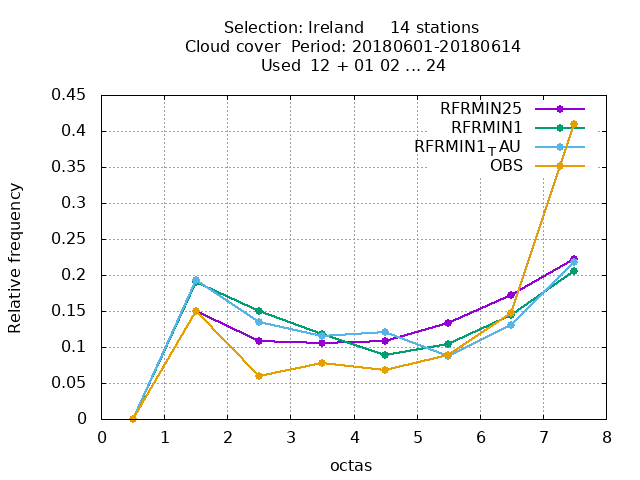 Selection: Ireland 14 stations
Cloud cover Period: 20180601-20180614
Used 12 + 01 02 ... 24
RFRMIN25
RFRMIN1
RFRMIN1TAU
OBS
0.45
0.4
0.35
0.3
0.25
0.2
0.15
0.1
0.05
0
Relative frequency
0 1 2 3 4 5 6 7 8
octas